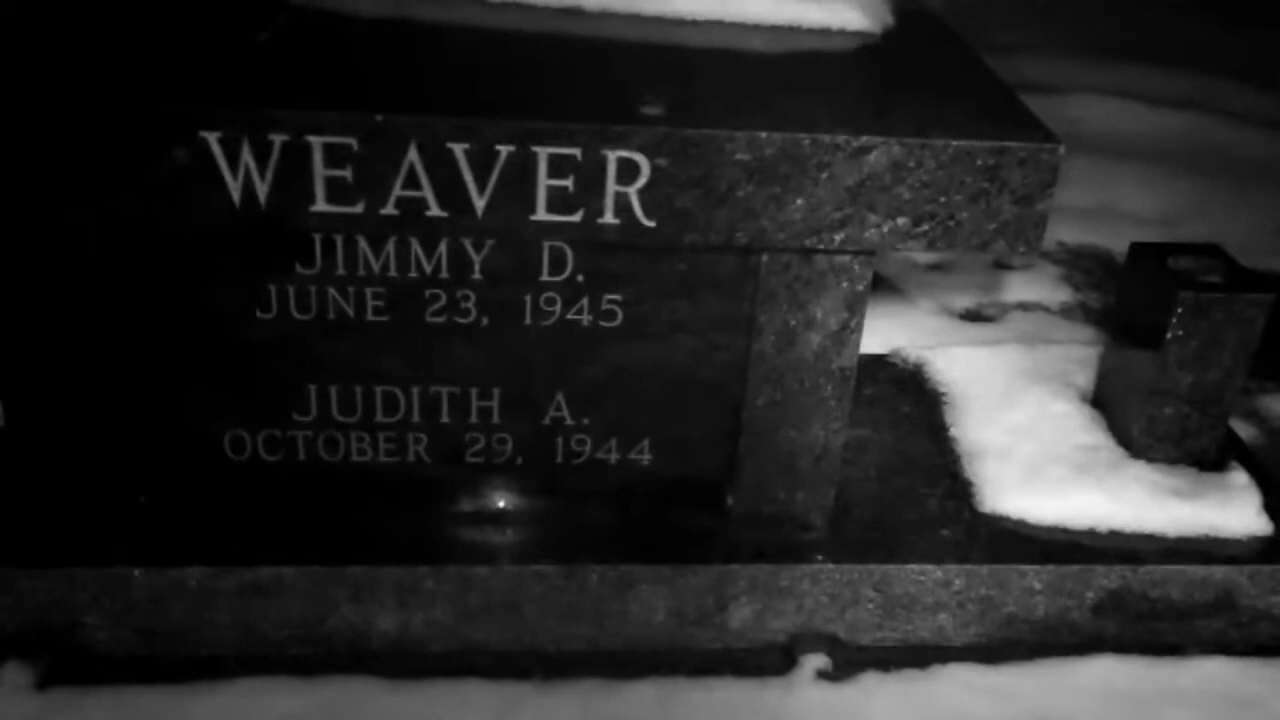 WEAVER
JIMMY D.
JUNE 23, 1945
JUDITH A.
OCTOBER 29, 1944